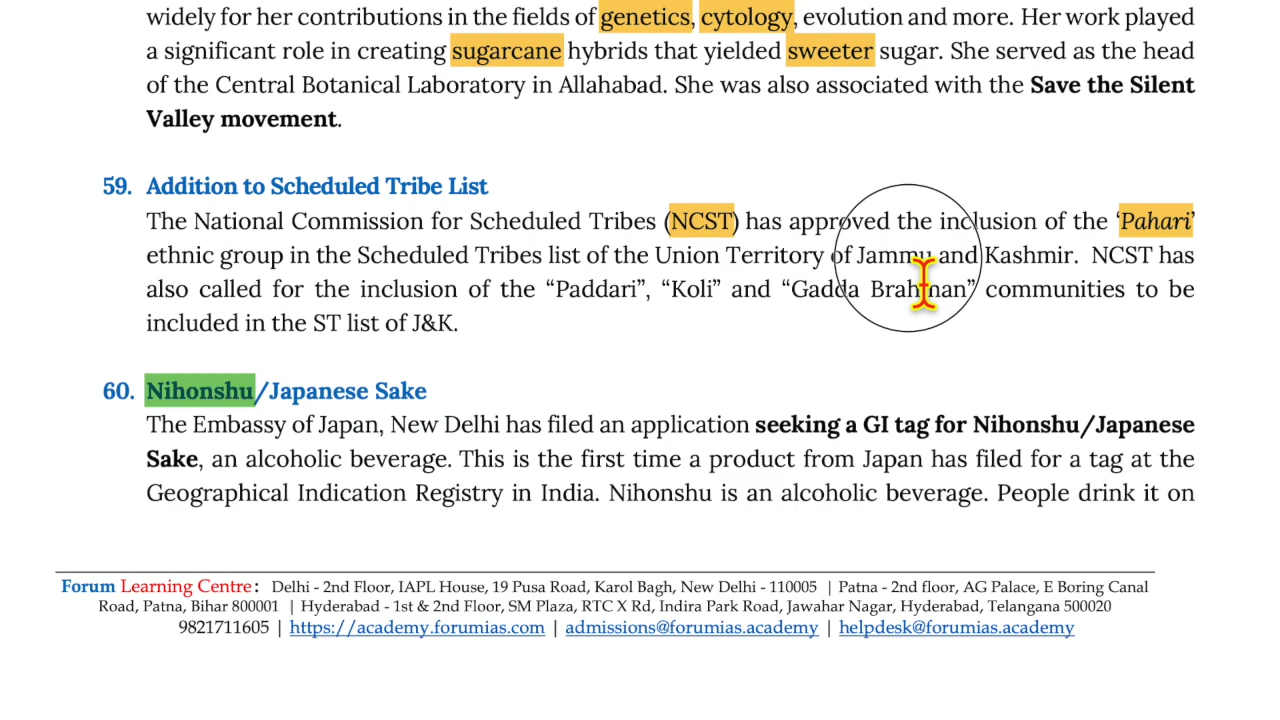 widely for her contributions in the fields of genetics, cytology, evolution and more. Her work played
a significant role in creating sugarcane hybrids that yielded sweeter sugar. She served as the head
of the Central Botanical Laboratory in Allahabad. She was also associated with the Save the Silent
Valley movement.
59. Addition to Scheduled Tribe List
The National Commission for Scheduled Tribes (NCST) has approved the inclusion of the ‘Pahari’
ethnic group in the Scheduled Tribes list of the Union Territory of Jammu and Kashmir. NCST has
also called for the inclusion of the “Paddari”, “Koli” and “Gadda Brahman” communities to be
included in the ST list of J&K.
60. Nihonshu/Japanese Sake
The Embassy of Japan, New Delhi has filed an application seeking a GI tag for Nihonshu/Japanese
Sake, an alcoholic beverage. This is the first time a product from Japan has filed for a tag at the
Geographical Indication Registry in India. Nihonshu is an alcoholic beverage. People drink it on
Forum Learning Centre: Delhi - 2nd Floor, IAPL House, 19 Pusa Road, Karol Bagh, New Delhi - 110005 | Patna - 2nd floor, AG Palace, E Boring Canal
Road, Patna, Bihar 800001 | Hyderabad - 1st & 2nd Floor, SM Plaza, RTC X Rd, Indira Park Road, Jawahar Nagar, Hyderabad, Telangana 500020
9821711605 | https://academy.forumias.com | admissions@forumias.academy | helpdesk@forumias.academy